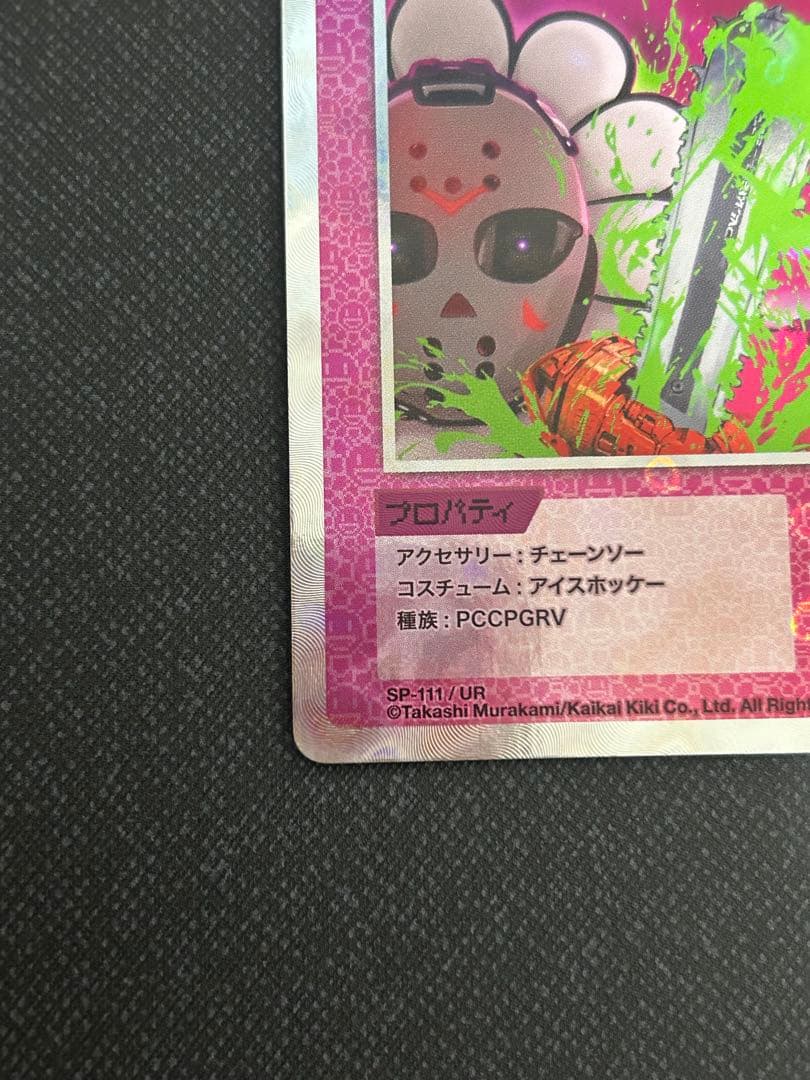 プロパティ
アクセサリー : チェーンソー
コスチューム : アイスホッケー
種族 : PCCPGRV
SP-111 / UR
©Takashi Murakami/Kaikai Kiki Co., Ltd. All Right